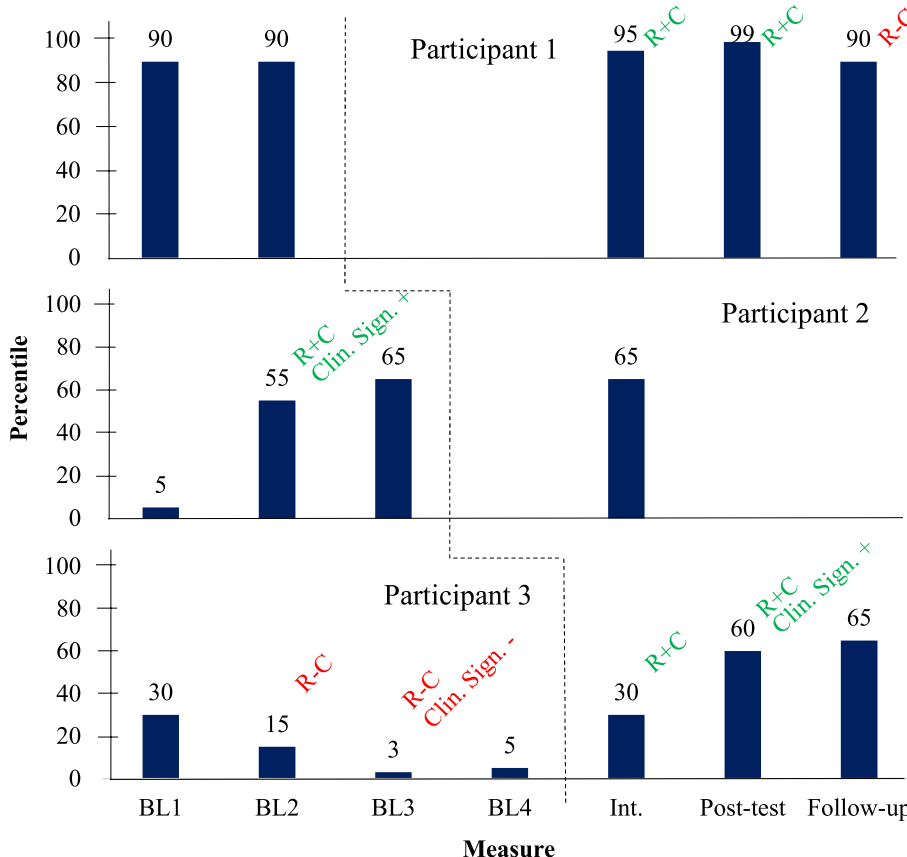 Participant 1
100
80
60
40
20
0
90
90
95
R+C
99
R+C
90
R-C
Participant 2
100
80
60
40
20
0
5
55
R+C
Clin. Sign. +
65
65
Percentile
Participant 3
100
80
60
40
20
0
30
15
R-C
3
R-C
Clin. Sign. -
5
30
R+C
60
R+C
Clin. Sign. +
65
BL1 BL2 BL3 BL4 Int. Post-test Follow-up
Measure